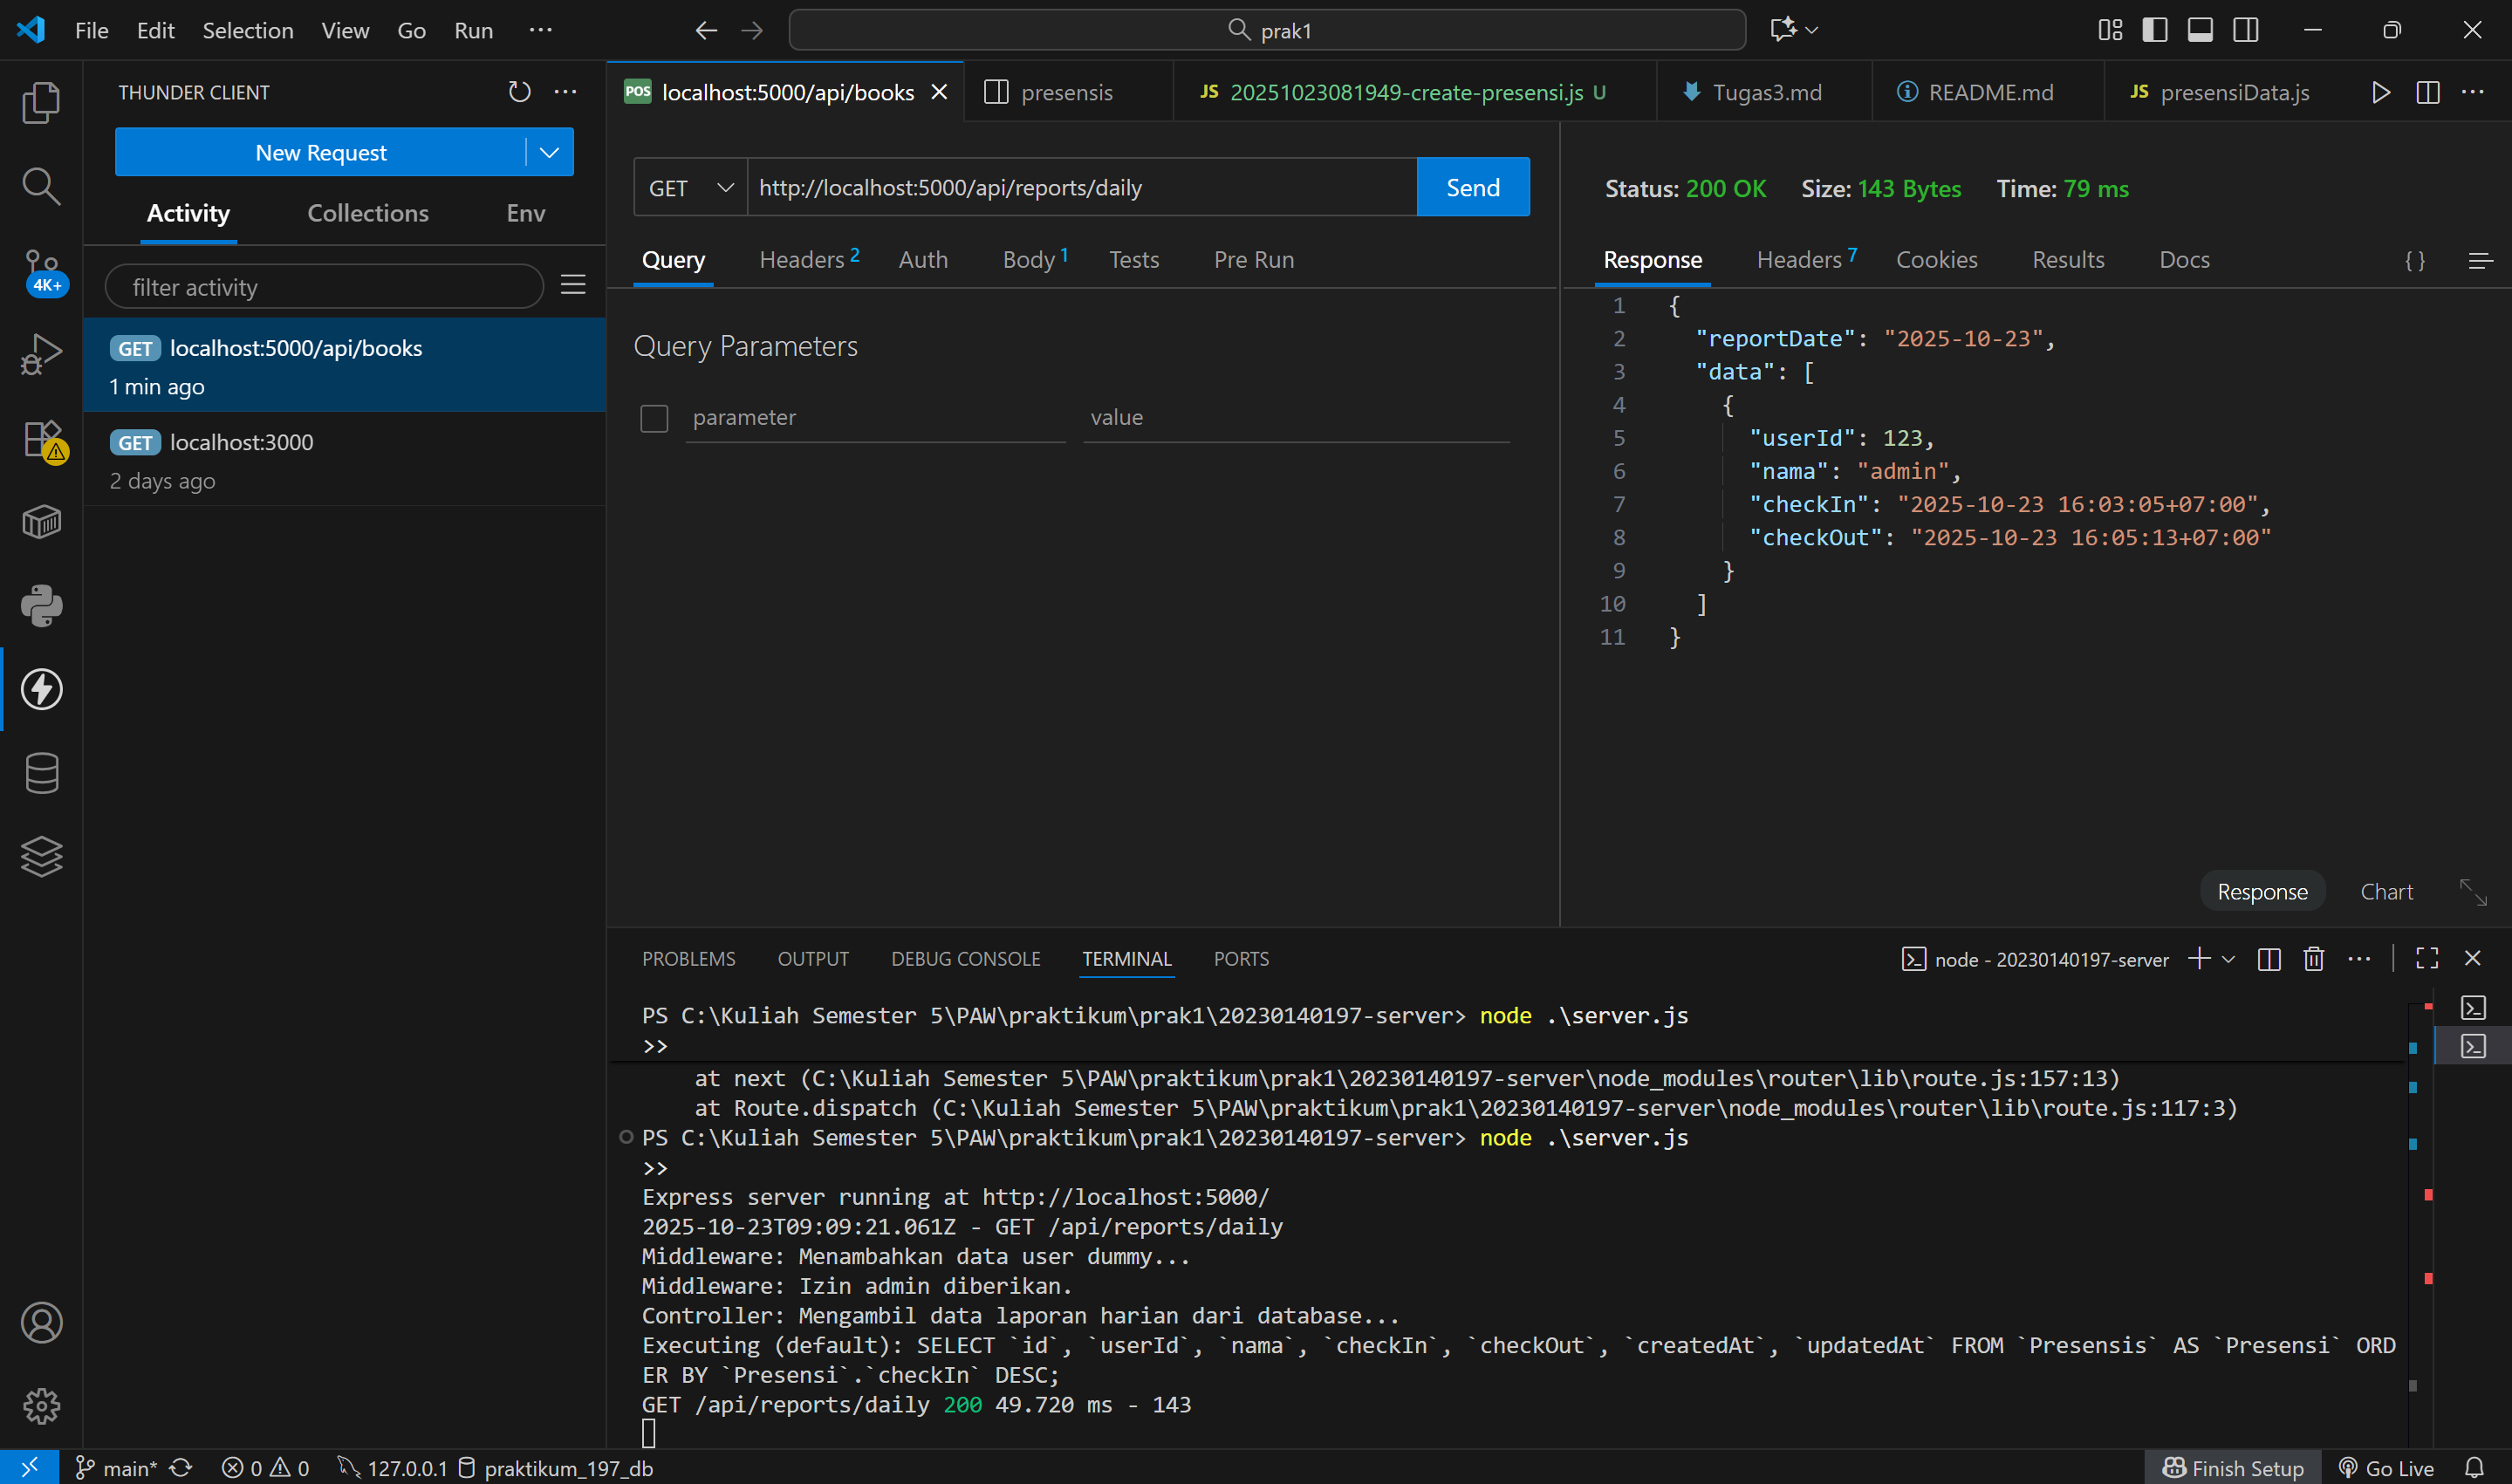 File Edit Selection View Go Run ···
prak1
THUNDER CLIENT
New Request
Activity Collections Env
filter activity
GET localhost:5000/api/books
1 min ago
GET localhost:3000
2 days ago
4K+
POS localhost:5000/api/books
presensis
JS 20251023081949-create-presensi.js U
Tugas3.md
README.md
JS presensiData.js
GET http://localhost:5000/api/reports/daily Send
Query Headers 2 Auth Body 1 Tests Pre Run
Query Parameters
parameter value
Status: 200 OK Size: 143 Bytes Time: 79 ms
Response Headers 7 Cookies Results Docs { }
1 {
2 "reportDate": "2025-10-23",
3 "data": [
4 {
5 "userId": 123,
6 "nama": "admin",
7 "checkIn": "2025-10-23 16:03:05+07:00",
8 "checkOut": "2025-10-23 16:05:13+07:00"
9 }
10 ]
11 }
Response Chart
PROBLEMS OUTPUT DEBUG CONSOLE TERMINAL PORTS
node - 20230140197-server
PS C:\Kuliah Semester 5\PAW\praktikum\prak1\20230140197-server> node .\server.js
>>
at next (C:\Kuliah Semester 5\PAW\praktikum\prak1\20230140197-server\node_modules\router\lib\route.js:157:13)
at Route.dispatch (C:\Kuliah Semester 5\PAW\praktikum\prak1\20230140197-server\node_modules\router\lib\route.js:117:3)
PS C:\Kuliah Semester 5\PAW\praktikum\prak1\20230140197-server> node .\server.js
>>
Express server running at http://localhost:5000/
2025-10-23T09:09:21.061Z - GET /api/reports/daily
Middleware: Menambahkan data user dummy...
Middleware: Izin admin diberikan.
Controller: Mengambil data laporan harian dari database...
Executing (default): SELECT `id`, `userId`, `nama`, `checkIn`, `checkOut`, `createdAt`, `updatedAt` FROM `Presensis` AS `Presensi` ORD
ER BY `Presensi`.`checkIn` DESC;
GET /api/reports/daily 200 49.720 ms - 143
main* 0 0 127.0.0.1 praktikum_197_db
Finish Setup Go Live